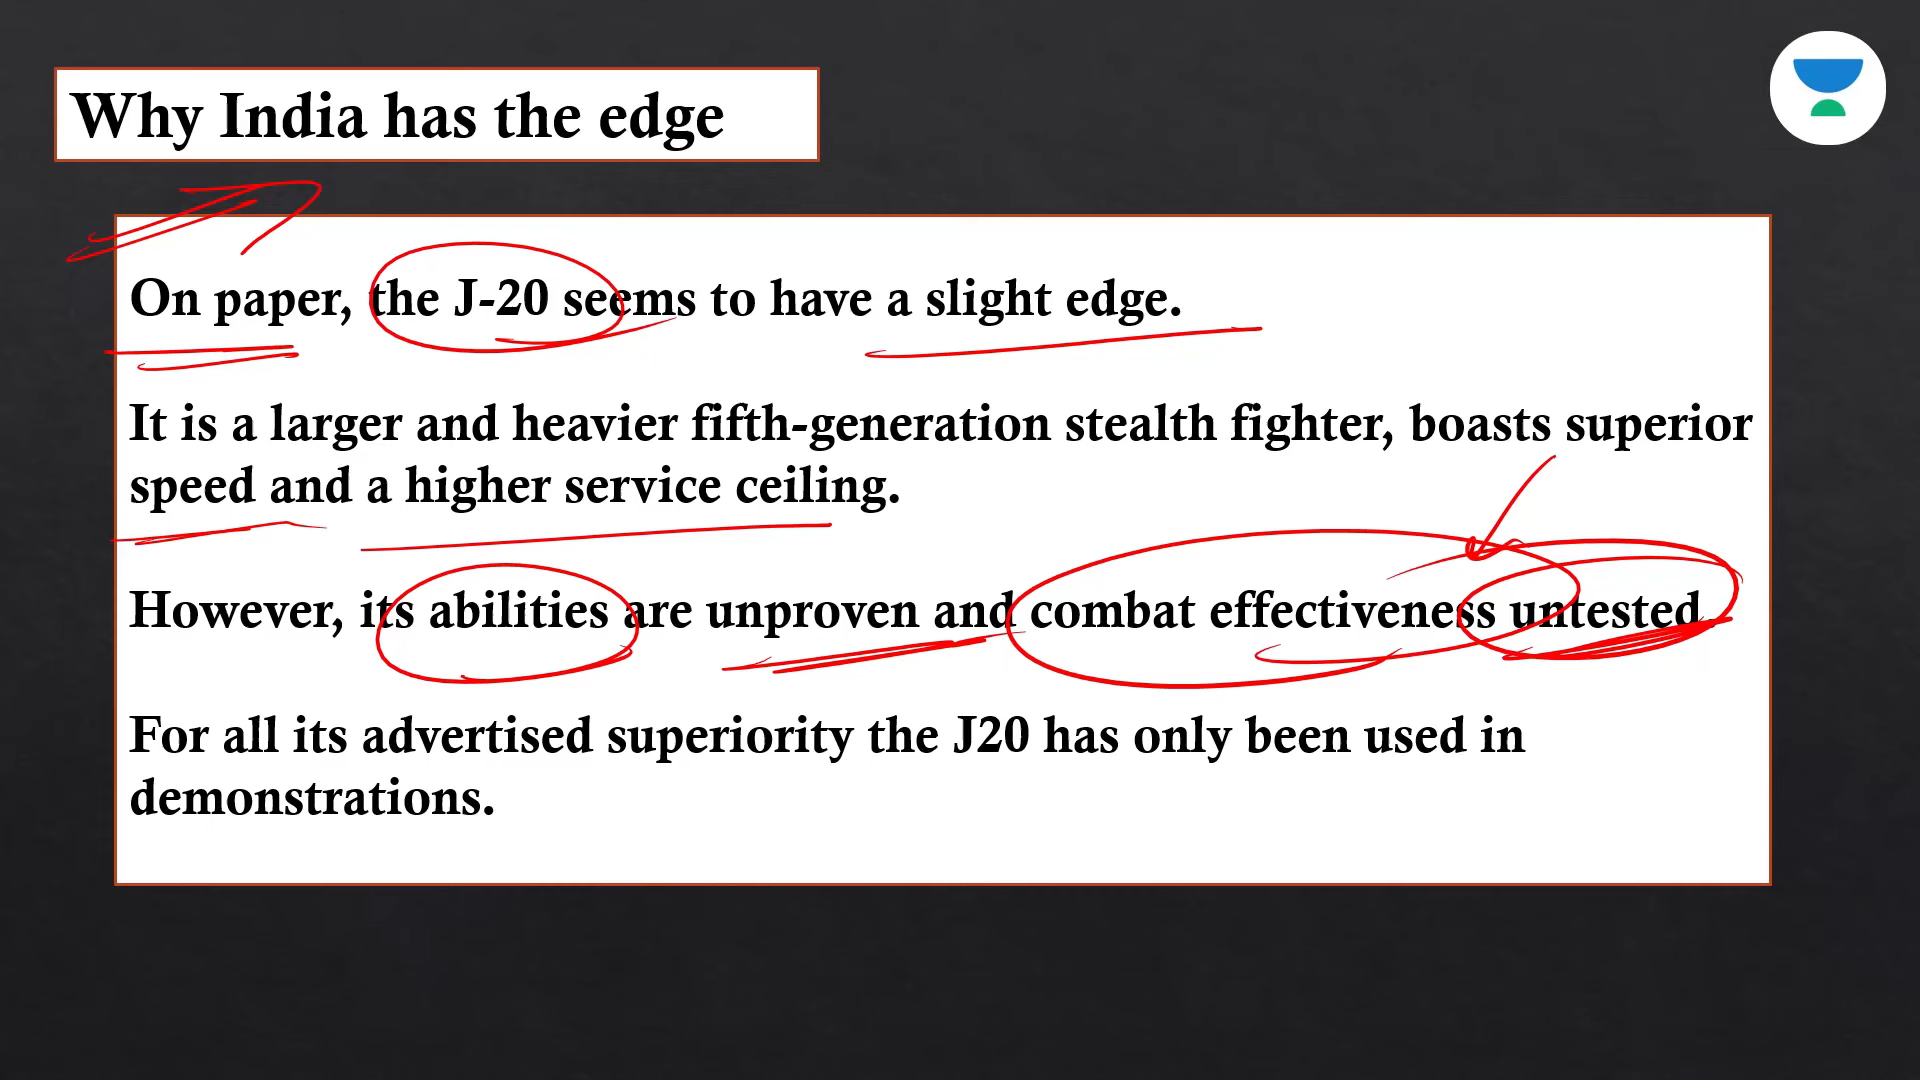 Why India has the edge
On paper, the J-20 seems to have a slight edge.
It is a larger and heavier fifth-generation stealth fighter, boasts superior
speed and a higher service ceiling.
However, its abilities are unproven and combat effectiveness untested.
For all its advertised superiority the J20 has only been used in
demonstrations.